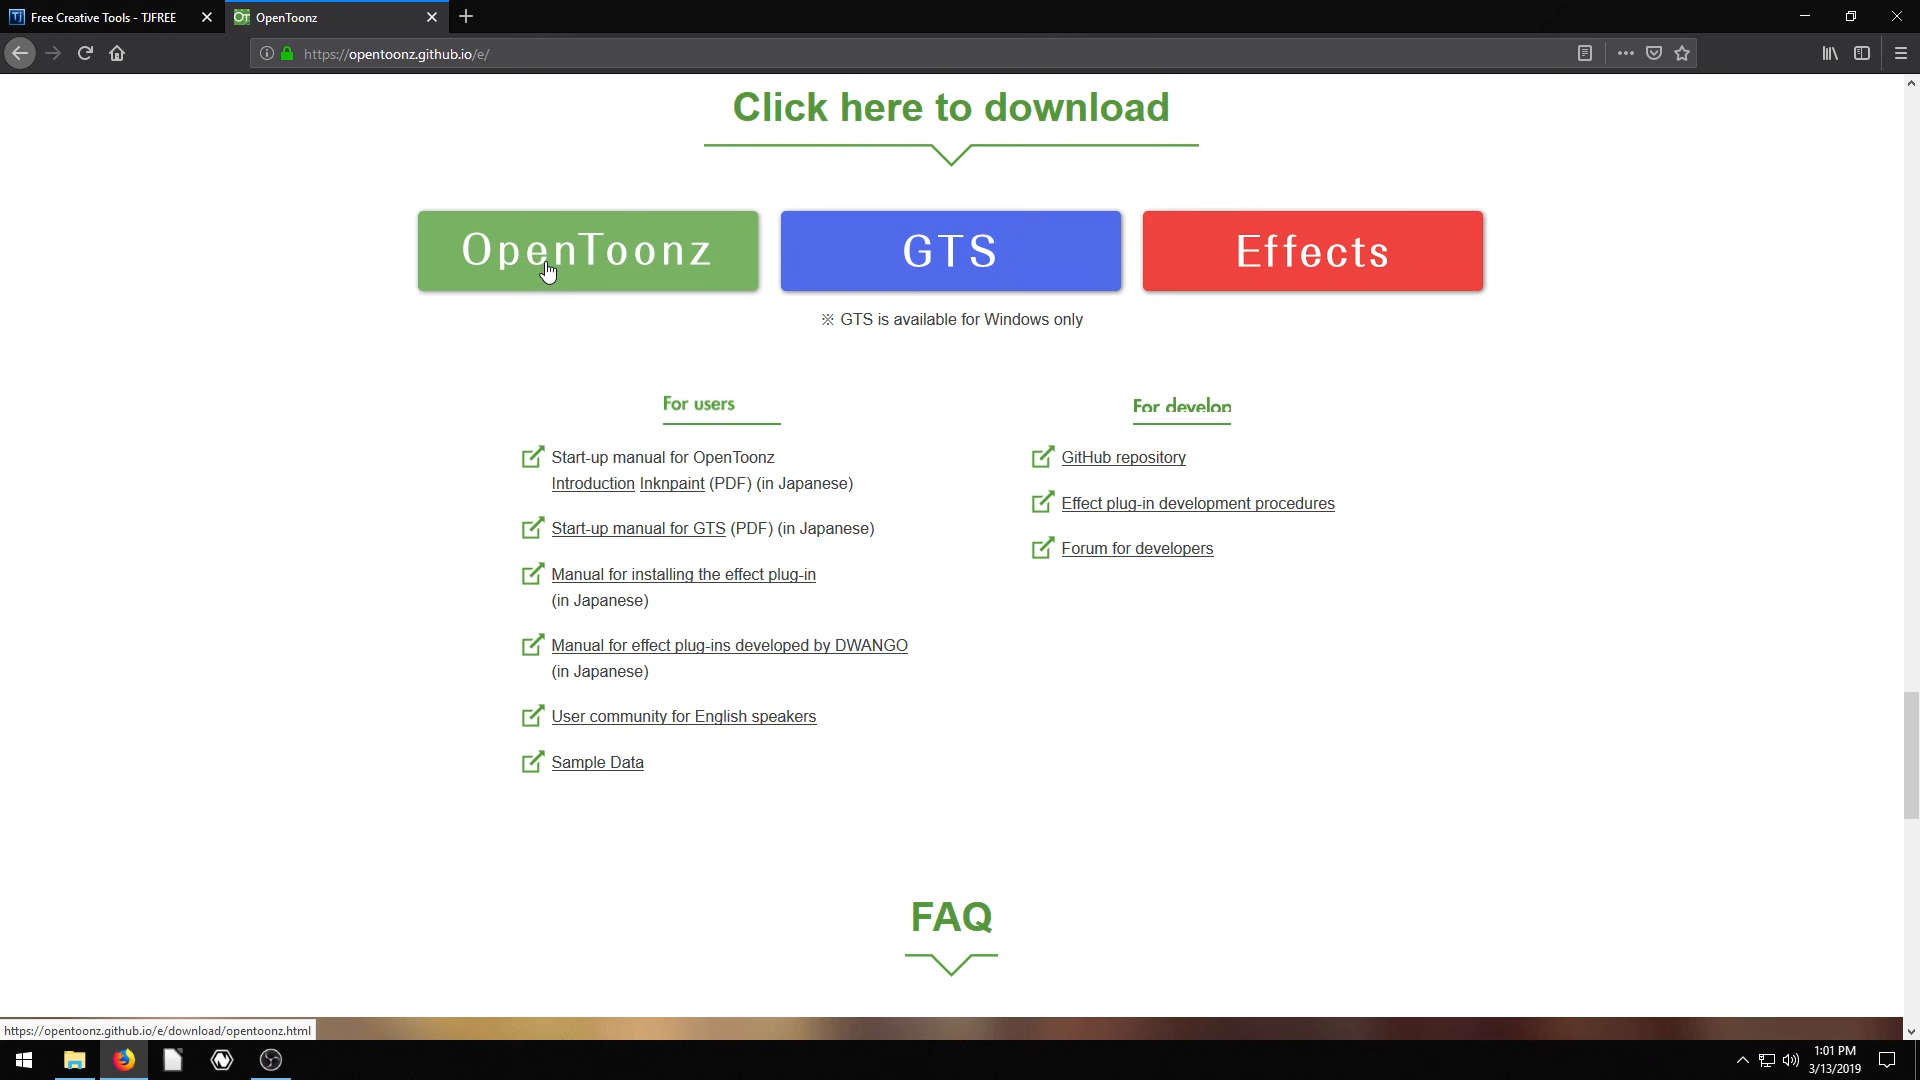 Free Creative Tools - TJFREE
OpenToonz
https://opentoonz.github.io/e/
Click here to download
OpenToonz
GTS
Effects
※ GTS is available for Windows only
For users
For develop
Start-up manual for OpenToonz
Introduction Inknpaint (PDF) (in Japanese)
Start-up manual for GTS (PDF) (in Japanese)
Manual for installing the effect plug-in
(in Japanese)
Manual for effect plug-ins developed by DWANGO
(in Japanese)
User community for English speakers
Sample Data
GitHub repository
Effect plug-in development procedures
Forum for developers
FAQ
https://opentoonz.github.io/e/download/opentoonz.html
1:01 PM
3/13/2019